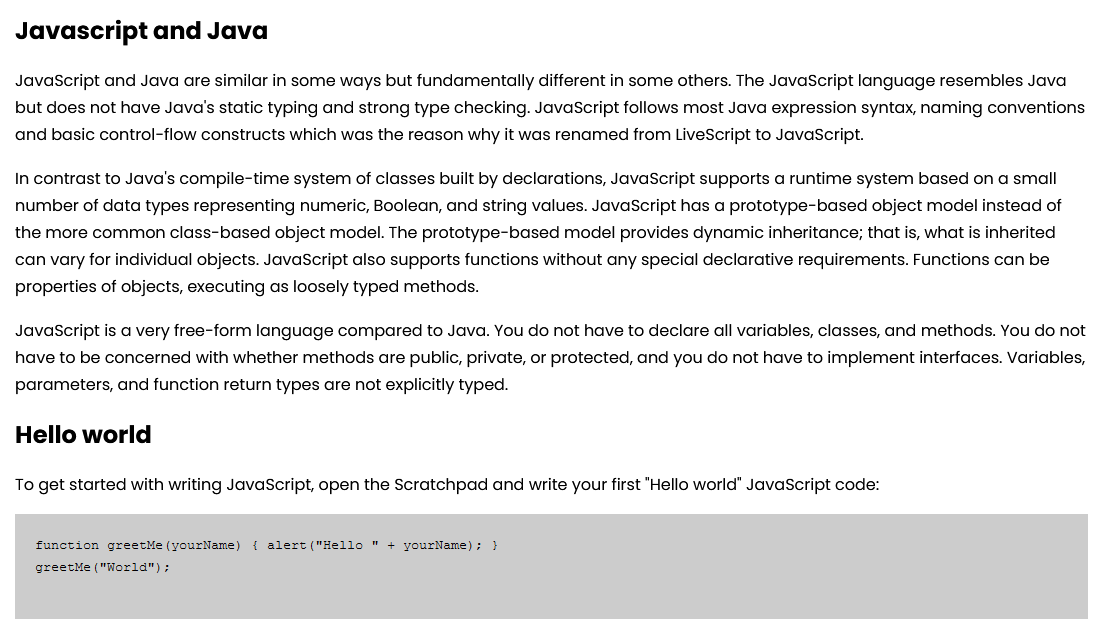 Javascript and Java
JavaScript and Java are similar in some ways but fundamentally different in some others. The JavaScript language resembles Java
but does not have Java's static typing and strong type checking. JavaScript follows most Java expression syntax, naming conventions
and basic control-flow constructs which was the reason why it was renamed from LiveScript to JavaScript.
In contrast to Java's compile-time system of classes built by declarations, JavaScript supports a runtime system based on a small
number of data types representing numeric, Boolean, and string values. JavaScript has a prototype-based object model instead of
the more common class-based object model. The prototype-based model provides dynamic inheritance; that is, what is inherited
can vary for individual objects. JavaScript also supports functions without any special declarative requirements. Functions can be
properties of objects, executing as loosely typed methods.
JavaScript is a very free-form language compared to Java. You do not have to declare all variables, classes, and methods. You do not
have to be concerned with whether methods are public, private, or protected, and you do not have to implement interfaces. Variables,
parameters, and function return types are not explicitly typed.
Hello world
To get started with writing JavaScript, open the Scratchpad and write your first "Hello world" JavaScript code:
function greetMe(yourName) { alert("Hello " + yourName); }
greetMe("World");